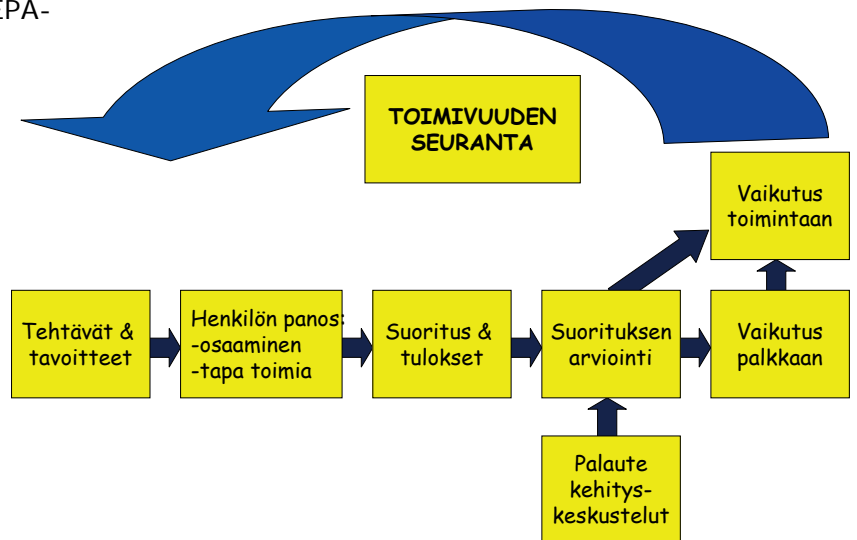 EPÄ-
TOIMIVUUDEN
SEURANTA
Vaikutus
toimintaan
Tehtävät &
tavoitteet
Henkilön panos:
-osaaminen
-tapa toimia
Suoritus &
tulokset
Suorituksen
arviointi
Vaikutus
palkkaan
Palaute
kehitys-
keskustelut